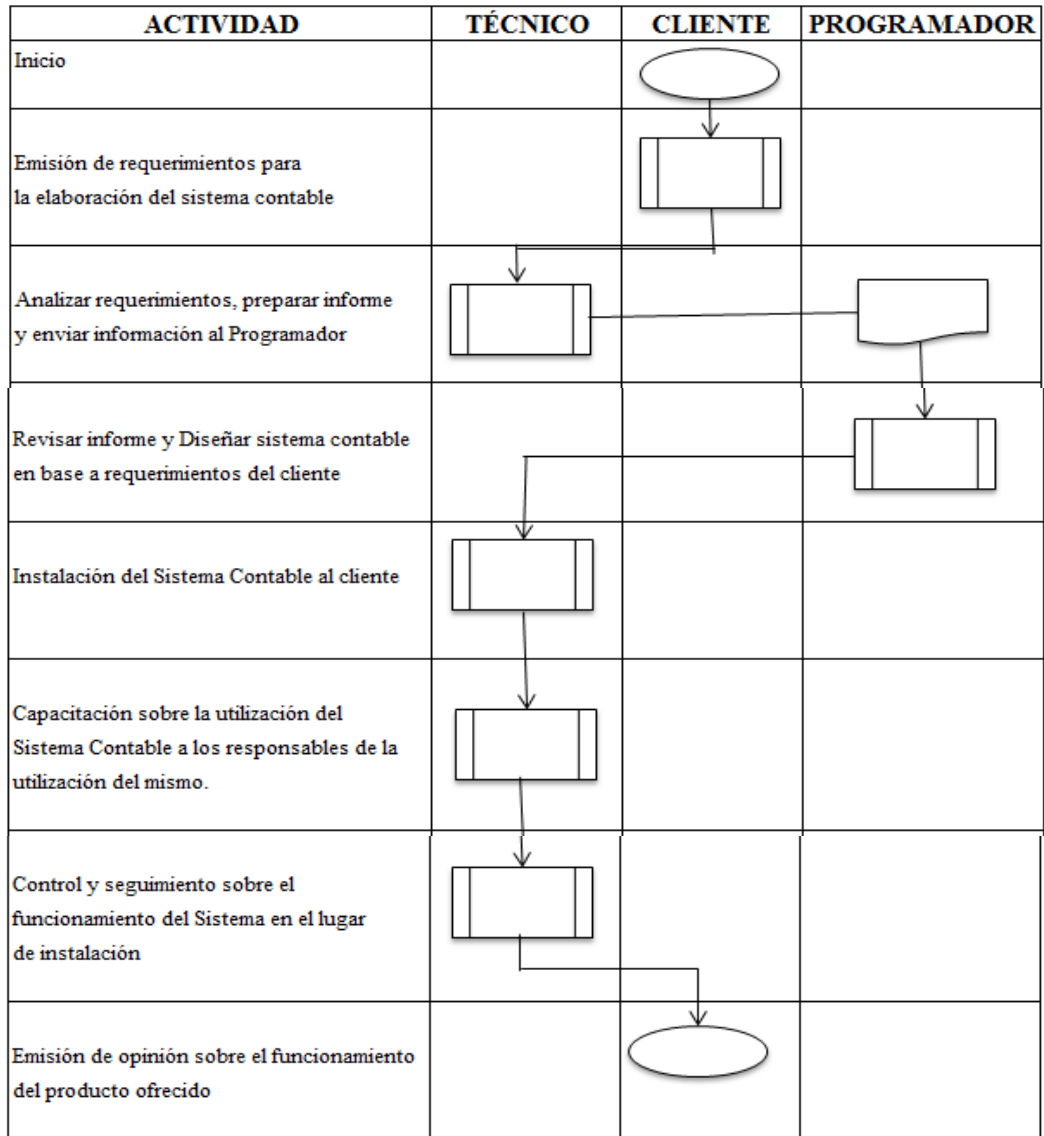 ACTIVIDAD TÉCNICO CLIENTE PROGRAMADOR
Inicio
Emisión de requerimientos para
la elaboración del sistema contable
Analizar requerimientos, preparar informe
y enviar información al Programador
Revisar informe y Diseñar sistema contable
en base a requerimientos del cliente
Instalación del Sistema Contable al cliente
Capacitación sobre la utilización del
Sistema Contable a los responsables de la
utilización del mismo.
Control y seguimiento sobre el
funcionamiento del Sistema en el lugar
de instalación
Emisión de opinión sobre el funcionamiento
del producto ofrecido